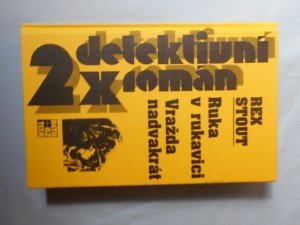 2x detektivní
román
REX
STOUT
Ruka
v rukavici
Vražda
nadvakrát